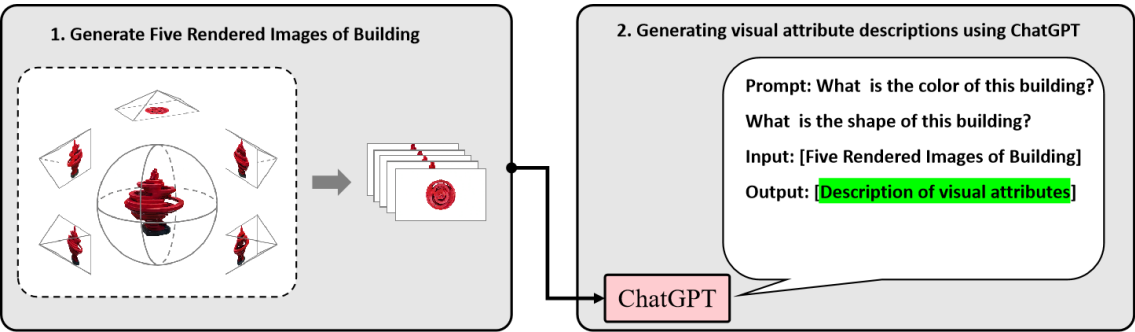 1. Generate Five Rendered Images of Building
2. Generating visual attribute descriptions using ChatGPT
Prompt: What is the color of this building?
What is the shape of this building?
Input: [Five Rendered Images of Building]
Output: [Description of visual attributes]
ChatGPT